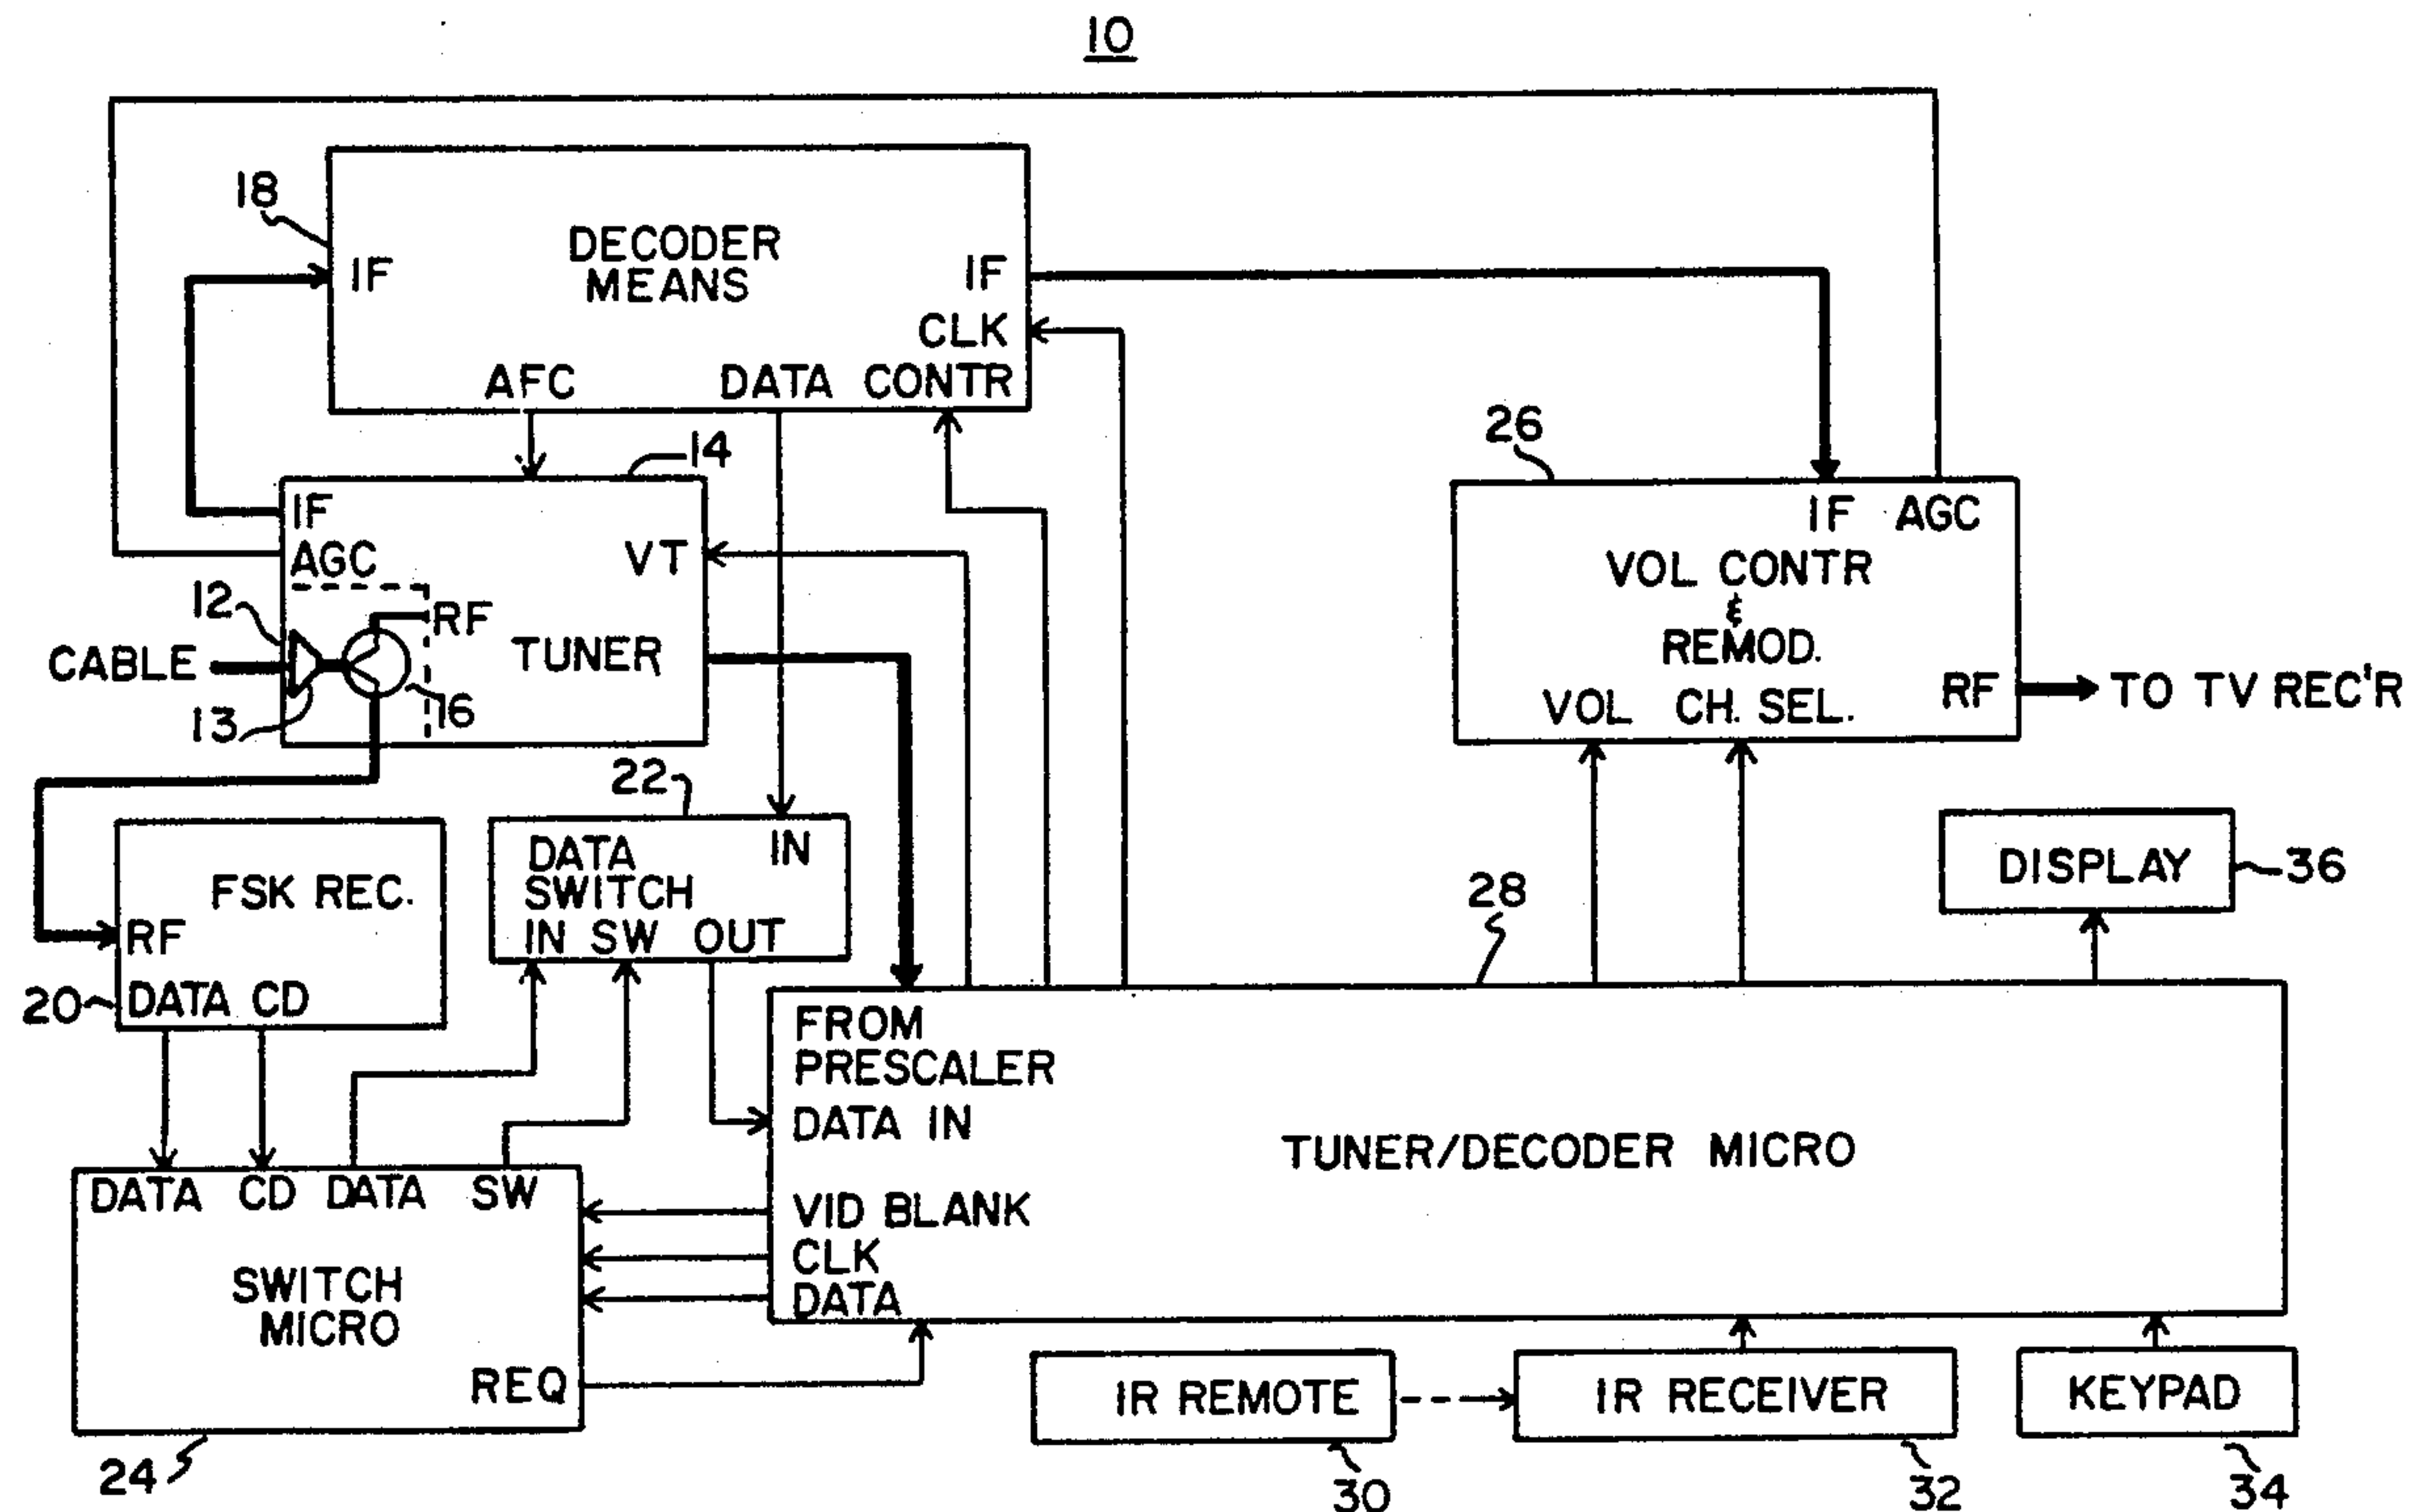 10
18
IF
DECODER
MEANS
IF
CLK
AFC
DATA
CONTR
14
IF
AGC
VT
12
RF
CABLE
TUNER
13
16
26
IF AGC
VOL CONTR
&
REMOD.
VOL CH. SEL.
RF
TO TV REC'R
22
IN
DATA
SWITCH
IN SW OUT
FSK REC.
RF
20
DATA CD
DISPLAY
36
28
FROM
PRESCALER
DATA IN
TUNER/DECODER MICRO
VID BLANK
CLK
DATA
DATA CD DATA SW
SWITCH
MICRO
REQ
24
IR REMOTE
30
IR RECEIVER
32
KEYPAD
34